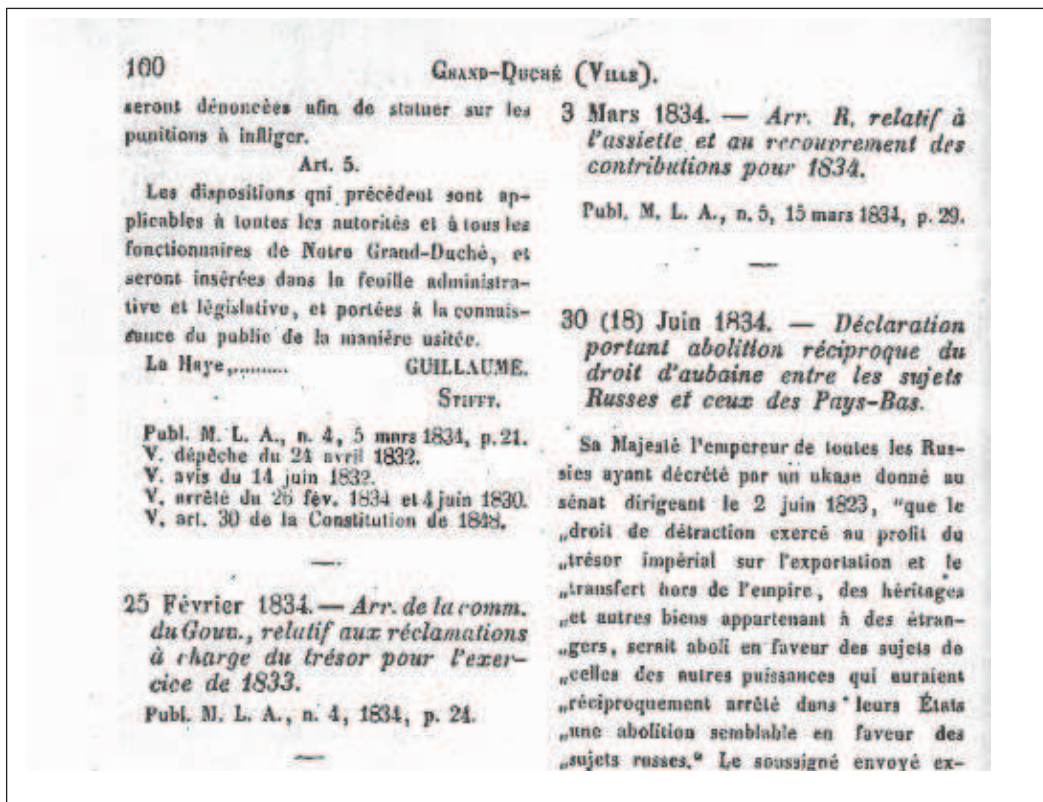 100
GRAND-DUCHÉ (VILLE).
seront dénoncées afin de statuer sur les
punitions à infliger.
Art. 5.
Les dispositions qni précèdent sont ap-
plicables à toutes les autorités et à tous les
fonctionnaires de Notre Grand-Duché, et
seront insérées dans la feuille administra-
tive et législative, et portées à la connais-
sance du public de la manière usitée.
La Haye,.......... GUILLAUME.
STIFFT.
Publ. M. L. A., n. 4, 5 mars 1834, p. 21.
V. dépêche du 24 avril 1832.
V. avis du 14 juin 1832.
V. arrêté du 26 fév. 1834 et 4 juin 1830.
V. art. 30 de la Constitution de 1848.
25 Février 1834. — Arr. de la comm.
du Gouv., relatif aux réclamations
à charge du trésor pour l'exer-
cice de 1833.
Publ. M. L. A., n. 4, 1834, p. 24.
3 Mars 1834. — Arr. R. relatif à
l'assiette et au recouvrement des
contributions pour 1834.
Publ. M. L. A., n. 5, 15 mars 1834, p. 29.
30 (18) Juin 1834. — Déclaration
portant abolition réciproque du
droit d'aubaine entre les sujets
Russes et ceux des Pays-Bas.
Sa Majesté l'empereur de toutes les Rus-
sies ayant décrété par un ukase donné au
sénat dirigeant le 2 juin 1823, "que le
„droit de détraction exercé au profit du
„trésor impérial sur l'exportation et le
„transfert hors de l'empire, des héritages
„et autres biens appartenant à des étran-
„gers, serait aboli en faveur des sujets de
„celles des autres puissances qui auraient
„réciproquement arrêté dans leurs États
„une abolition semblable en faveur des
„sujets russes." Le soussigné envoyé ex-